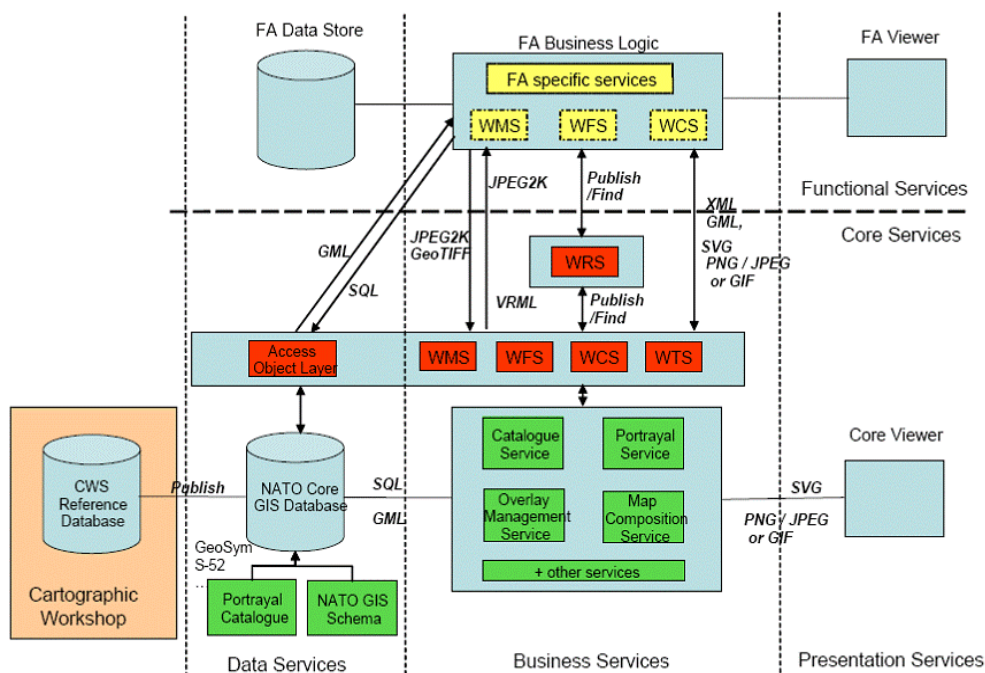 FA Data Store
FA Business Logic
FA Viewer
FA specific services
WMS
WFS
WCS
JPEG2K
Publish
/Find
XML
GML,
Functional Services
Core Services
GML
SQL
JPEG2K
GeoTIFF
VRML
WRS
Publish
/Find
SVG
PNG / JPEG
or GIF
Access
Object Layer
WMS
WFS
WCS
WTS
CWS
Reference
Database
Publish
NATO Core
GIS Database
SQL
GML
Catalogue
Service
Portrayal
Service
Overlay
Management
Service
Map
Composition
Service
+ other services
Core Viewer
SVG
PNG / JPEG
or GIF
GeoSym
S-52
...
Portrayal
Catalogue
NATO GIS
Schema
Cartographic
Workshop
Data Services
Business Services
Presentation Services